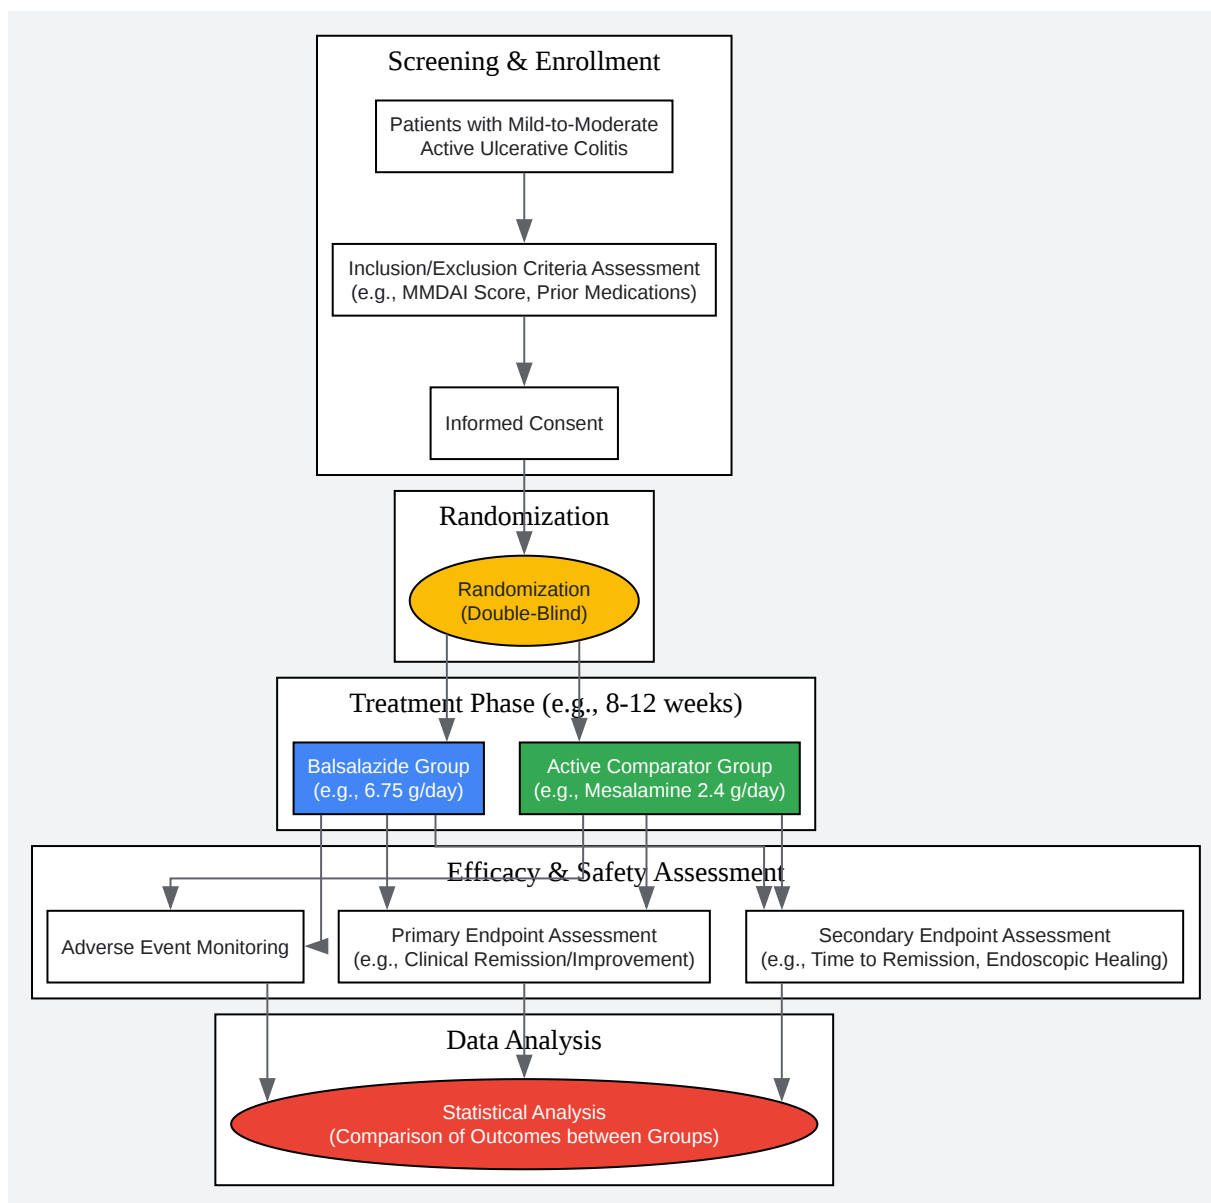 Screening & Enrollment
Patients with Mild-to-Moderate
Active Ulcerative Colitis
Inclusion/Exclusion Criteria Assessment
(e.g., MMDAI Score, Prior Medications)
Informed Consent
Randomization
Randomization
(Double-Blind)
Treatment Phase (e.g., 8-12 weeks)
Balsalazide Group
(e.g., 6.75 g/day)
Active Comparator Group
(e.g., Mesalamine 2.4 g/day)
Efficacy & Safety Assessment
Adverse Event Monitoring
Primary Endpoint Assessment
(e.g., Clinical Remission/Improvement)
Secondary Endpoint Assessment
(e.g., Time to Remission, Endoscopic Healing)
Data Analysis
Statistical Analysis
(Comparison of Outcomes between Groups)